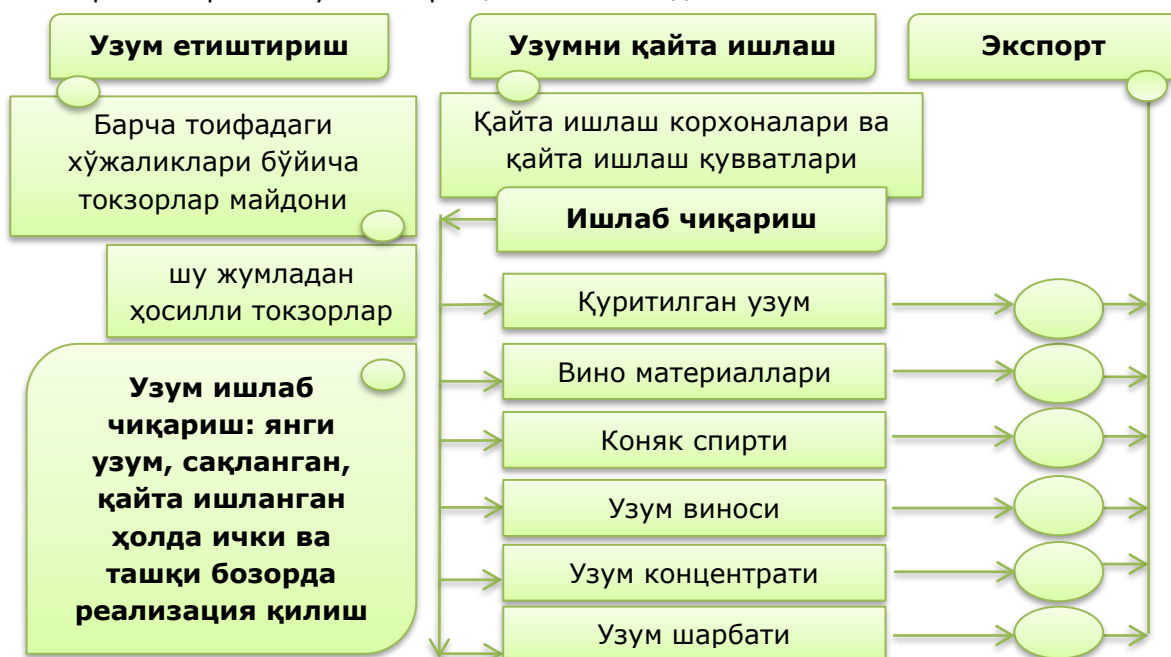 Узум етиштириш
Узумни қайта ишлаш
Экспорт
Барча тоифадаги
хўжаликлари бўйича
токзорлар майдони
Қайта ишлаш корхоналари ва
қайта ишлаш қувватлари
Ишлаб чиқариш
шу жумладан
ҳосилли токзорлар
Қуритилган узум
Вино материаллари
Коняк спирти
Узум виноси
Узум концентрати
Узум шарбати
Узум ишлаб
чиқариш: янги
узум, сақланган,
қайта ишланган
ҳолда ички ва
ташқи бозорда
реализация қилиш